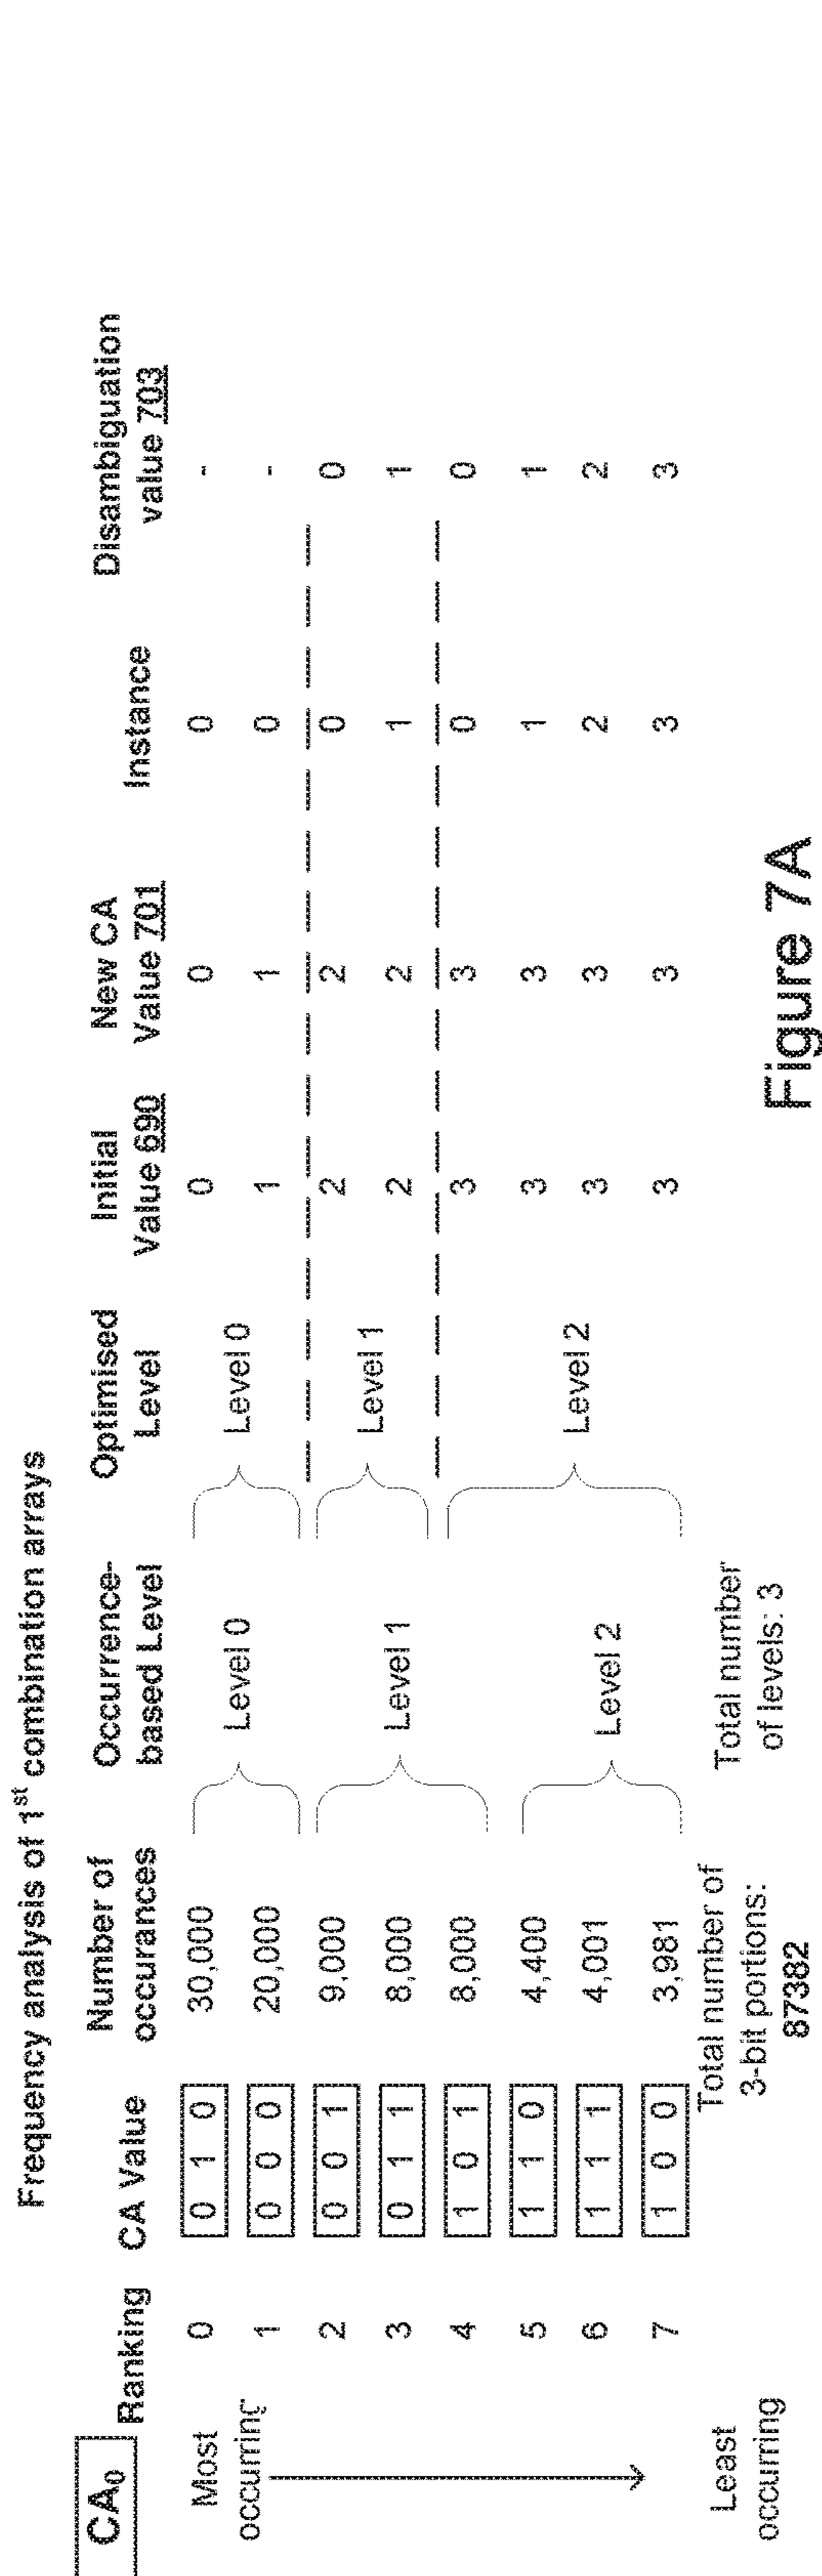 Frequency analysis of 1st combination arrays
CA0
Ranking CA Value Number of occurances Occurrence-based Level Optimised Level Initial Value 690 New CA Value 701 Instance Disambiguation value 703
Most occurring
0 0 1 0 30,000 0 0 0 -
1 0 0 0 20,000 1 1 0 -
Level 0 Level 0
2 0 0 1 9,000 2 2 0 0
3 0 1 1 8,000 2 2 1 1
Level 1 Level 1
4 1 0 1 8,000 3 3 0 0
5 1 1 0 4,400 3 3 1 1
6 1 1 1 4,001 3 3 2 2
Level 2 Level 2
7 1 0 0 3,981 3 3 3 3
Least occurring
Total number of 3-bit portions: 87382
Total number of levels: 3
Figure 7A